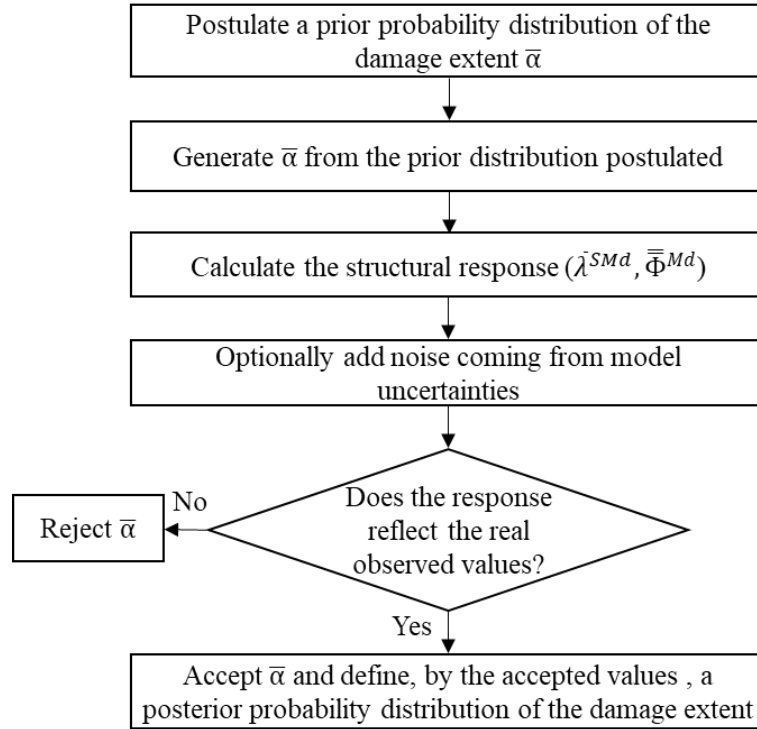 Postulate a prior probability distribution of the
damage extent ᾱ
Generate ᾱ from the prior distribution postulated
Calculate the structural response (λ̄^{SMd}, Φ̿^{Md})
Optionally add noise coming from model
uncertainties
Does the response
reflect the real
observed values?
No
Reject ᾱ
Yes
Accept ᾱ and define, by the accepted values , a
posterior probability distribution of the damage extent